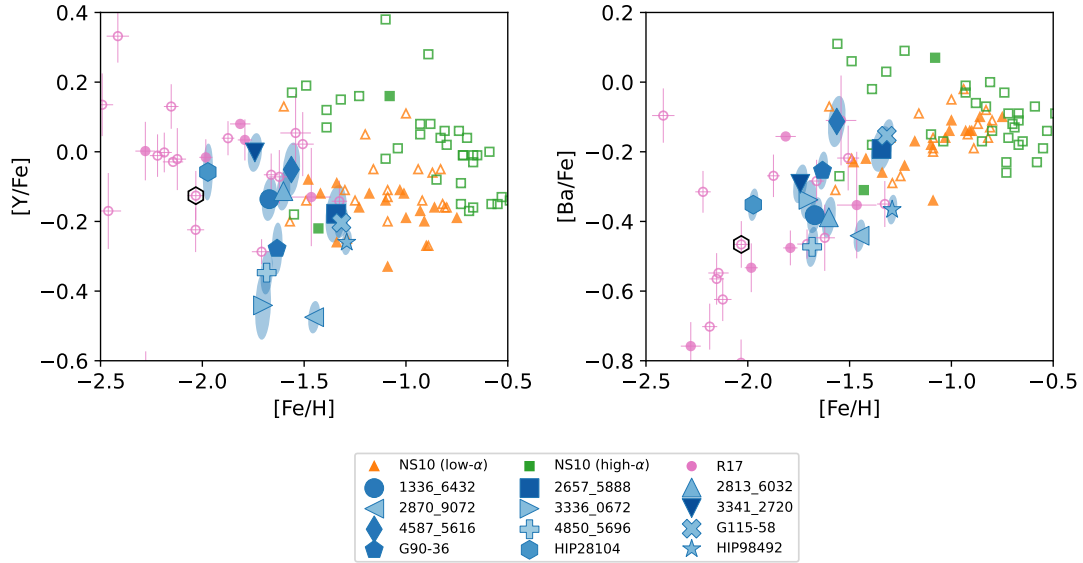 0.4
0.2
0.0
−0.2
−0.4
−0.6
[Y/Fe]
−2.5
−2.0
−1.5
−1.0
−0.5
[Fe/H]
0.2
0.0
−0.2
−0.4
−0.6
−0.8
[Ba/Fe]
−2.5
−2.0
−1.5
−1.0
−0.5
[Fe/H]
NS10 (low-α) NS10 (high-α) R17
1336_6432 2657_5888 2813_6032
2870_9072 3336_0672 3341_2720
4587_5616 4850_5696 G115-58
G90-36 HIP28104 HIP98492